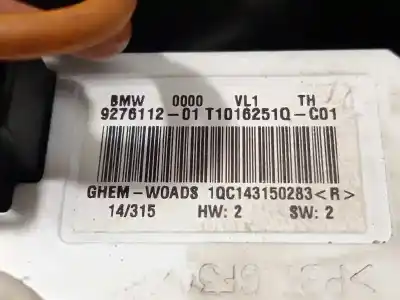 BMW 0000 VL1 TH
9276112-01 T1016251Q-C01
GHEM-WOADS 1QC143150283<R>
14/315 HW: 2 SW: 2